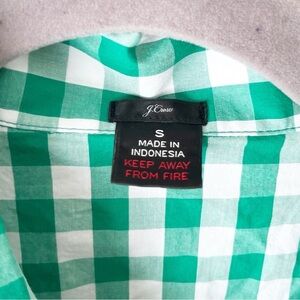 J.Crew
S
MADE IN
INDONESIA
KEEP AWAY
FROM FIRE